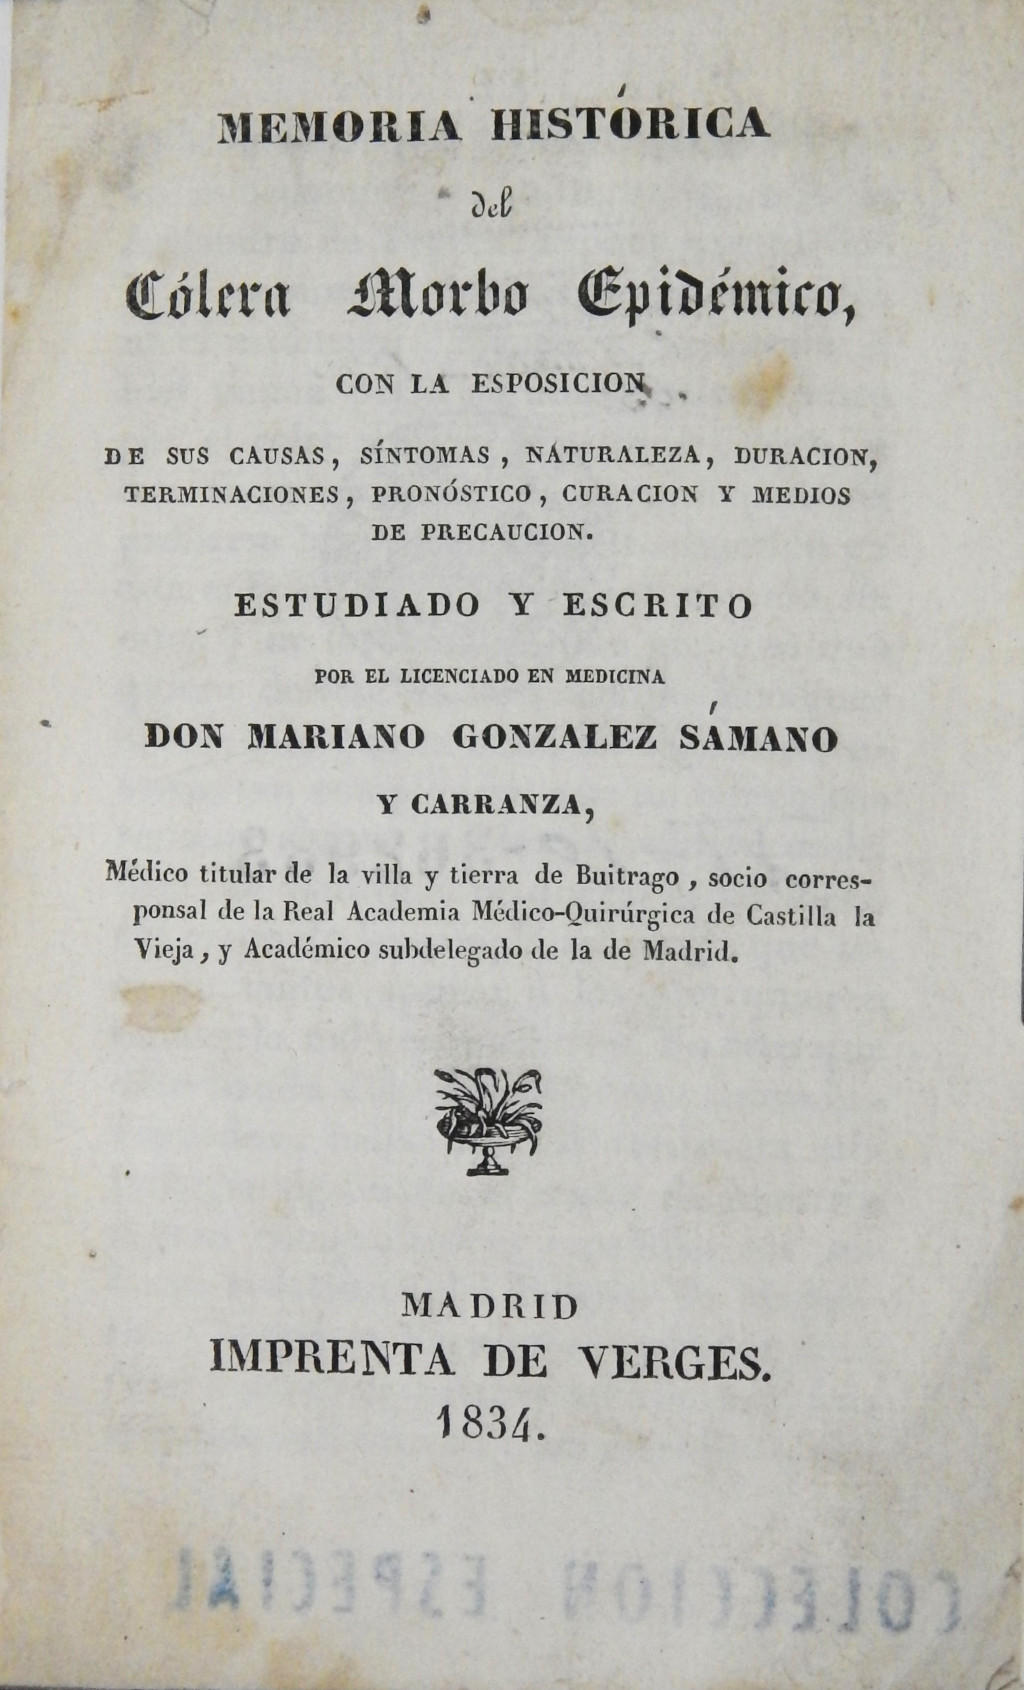 MEMORIA HISTÓRICA
del
Cólera Morbo Epidémico,
CON LA ESPOSICION
DE SUS CAUSAS, SÍNTOMAS, NATURALEZA, DURACION,
TERMINACIONES, PRONÓSTICO, CURACION Y MEDIOS
DE PRECAUCION.
ESTUDIADO Y ESCRITO
POR EL LICENCIADO EN MEDICINA
DON MARIANO GONZALEZ SÁMANO
Y CARRANZA,
Médico titular de la villa y tierra de Buitrago, socio corres-
ponsal de la Real Academia Médico-Quirúrgica de Castilla la
Vieja, y Académico subdelegado de la de Madrid.
MADRID
IMPRENTA DE VERGES.
1834.
COLECCION ESPECIAL